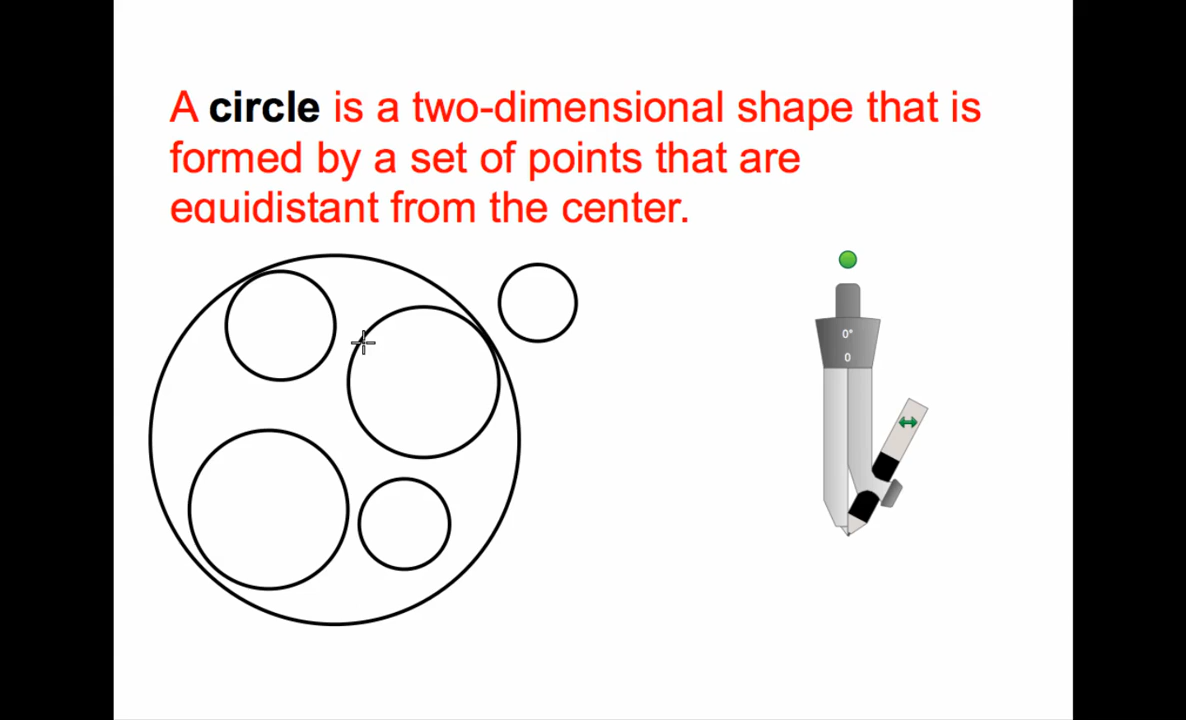 A circle is a two-dimensional shape that is
formed by a set of points that are
equidistant from the center.
0°
0